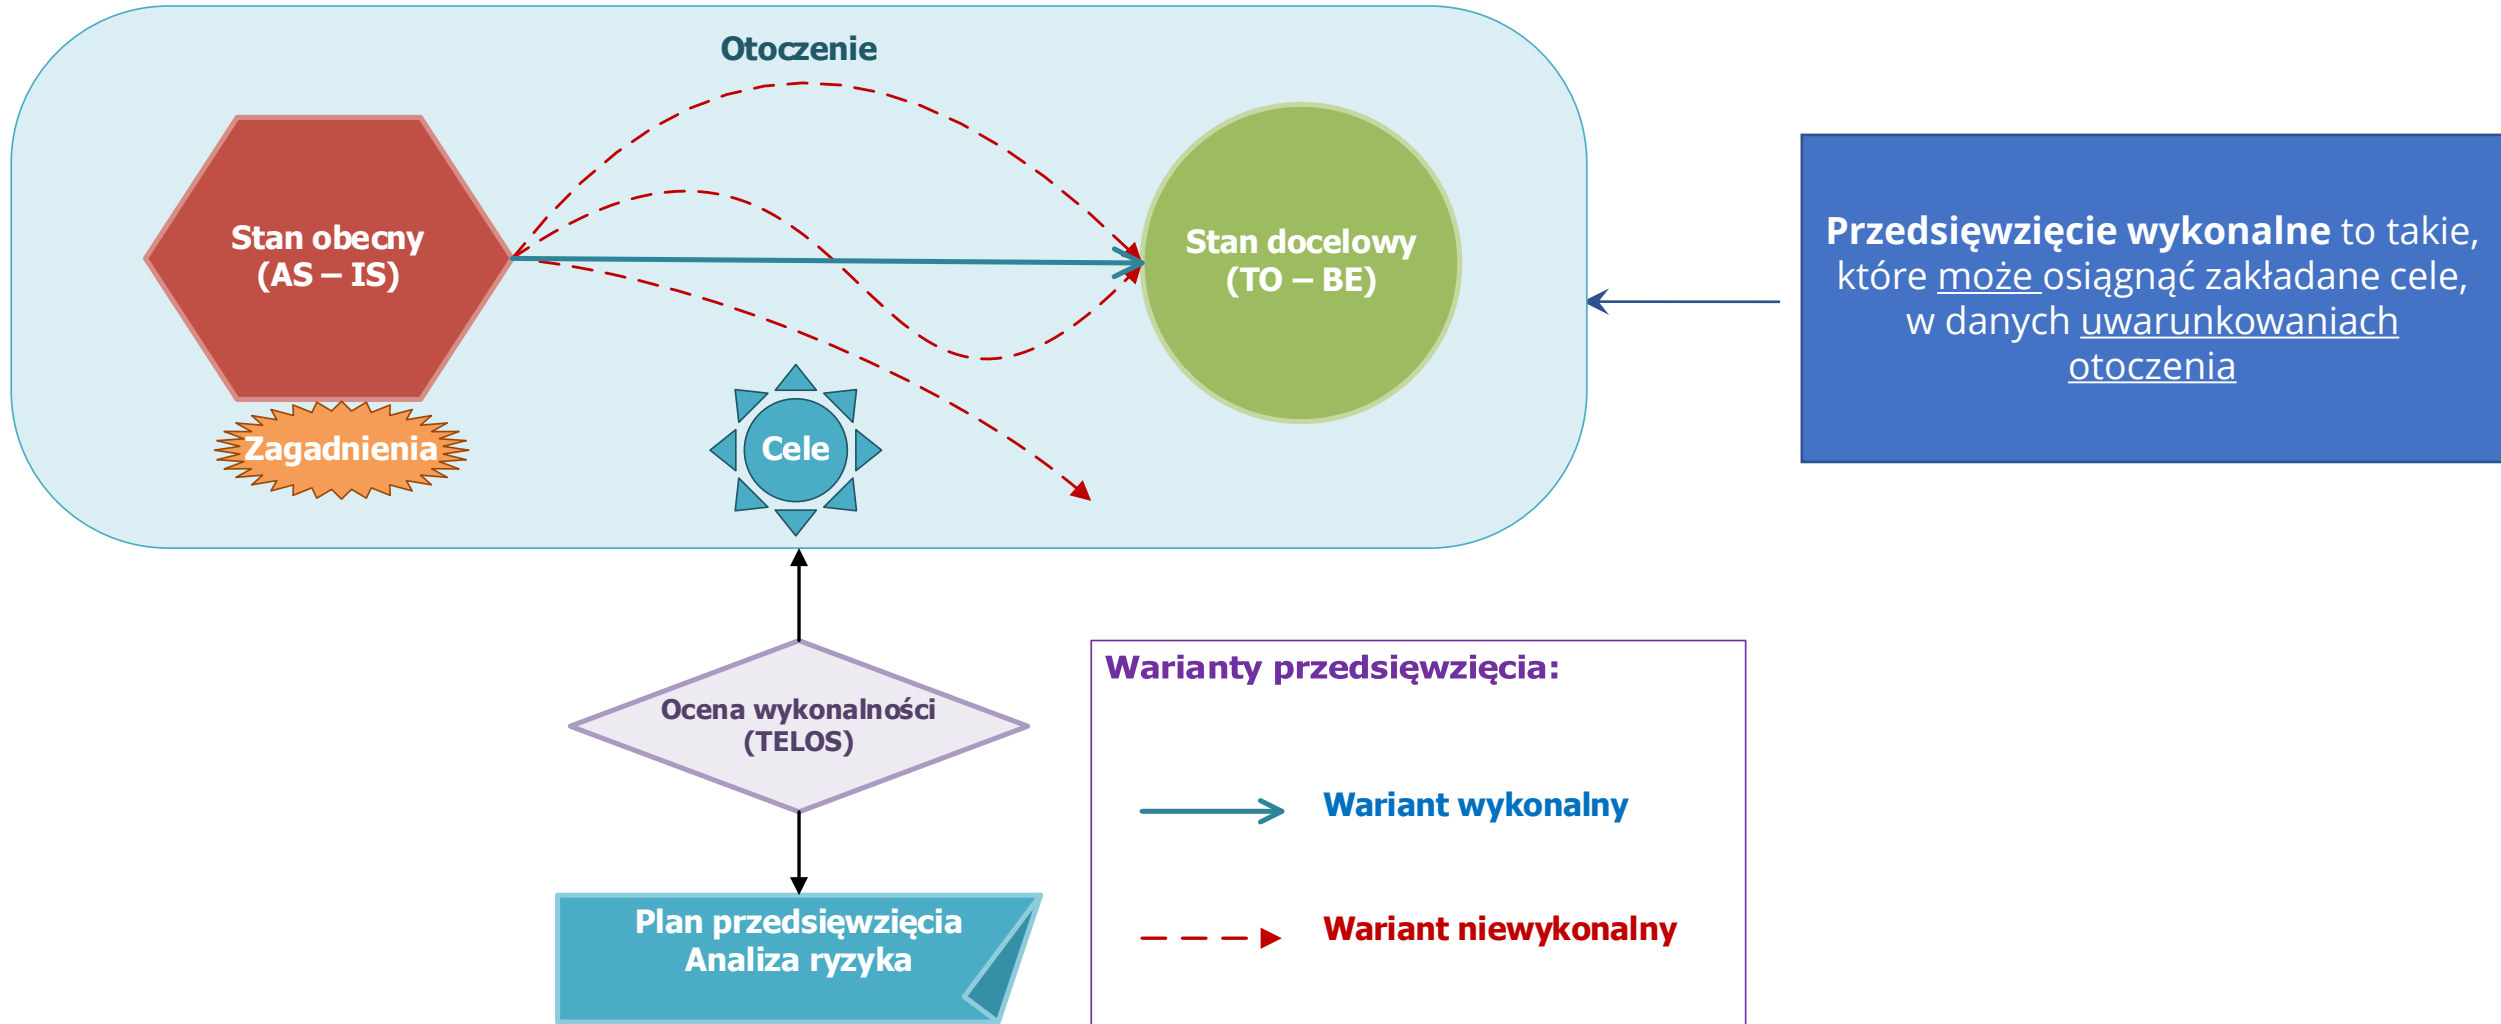 Otoczenie
Stan obecny
(AS – IS)
Stan docelowy
(TO – BE)
Zagadnienia
Cele
Przedsięwzięcie wykonalne to takie,
które może osiągnąć zakładane cele,
w danych uwarunkowaniach
otoczenia
Ocena wykonalności
(TELOS)
Plan przedsięwzięcia
Analiza ryzyka
Warianty przedsięwzięcia:
Wariant wykonalny
Wariant niewykonalny